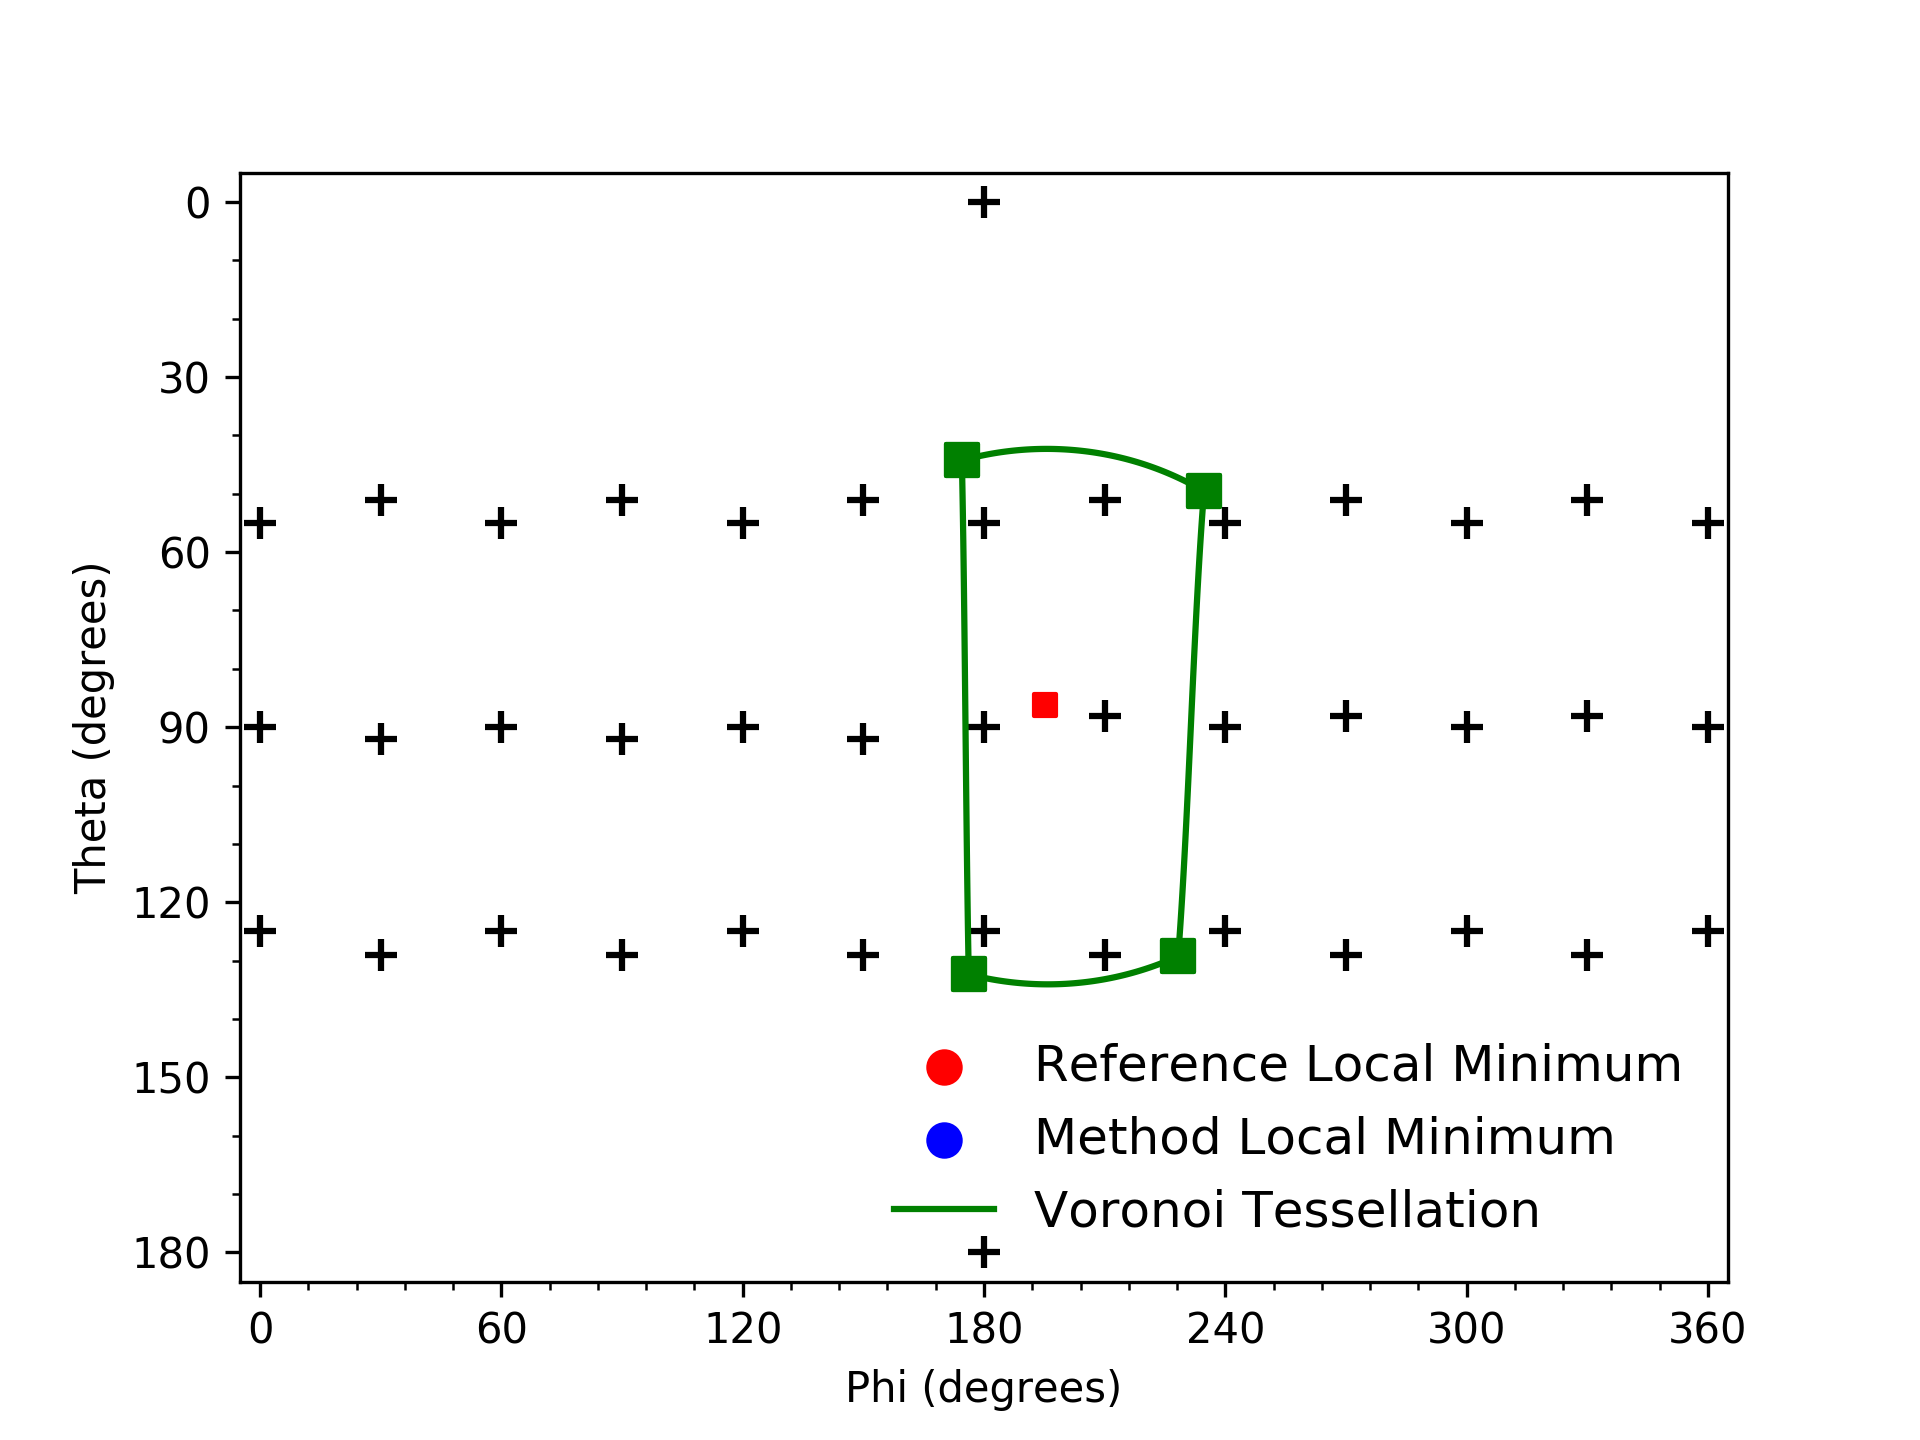 0
30
60
90
120
150
180
Theta (degrees)
Reference Local Minimum
Method Local Minimum
Voronoi Tessellation
0 60 120 180 240 300 360
Phi (degrees)